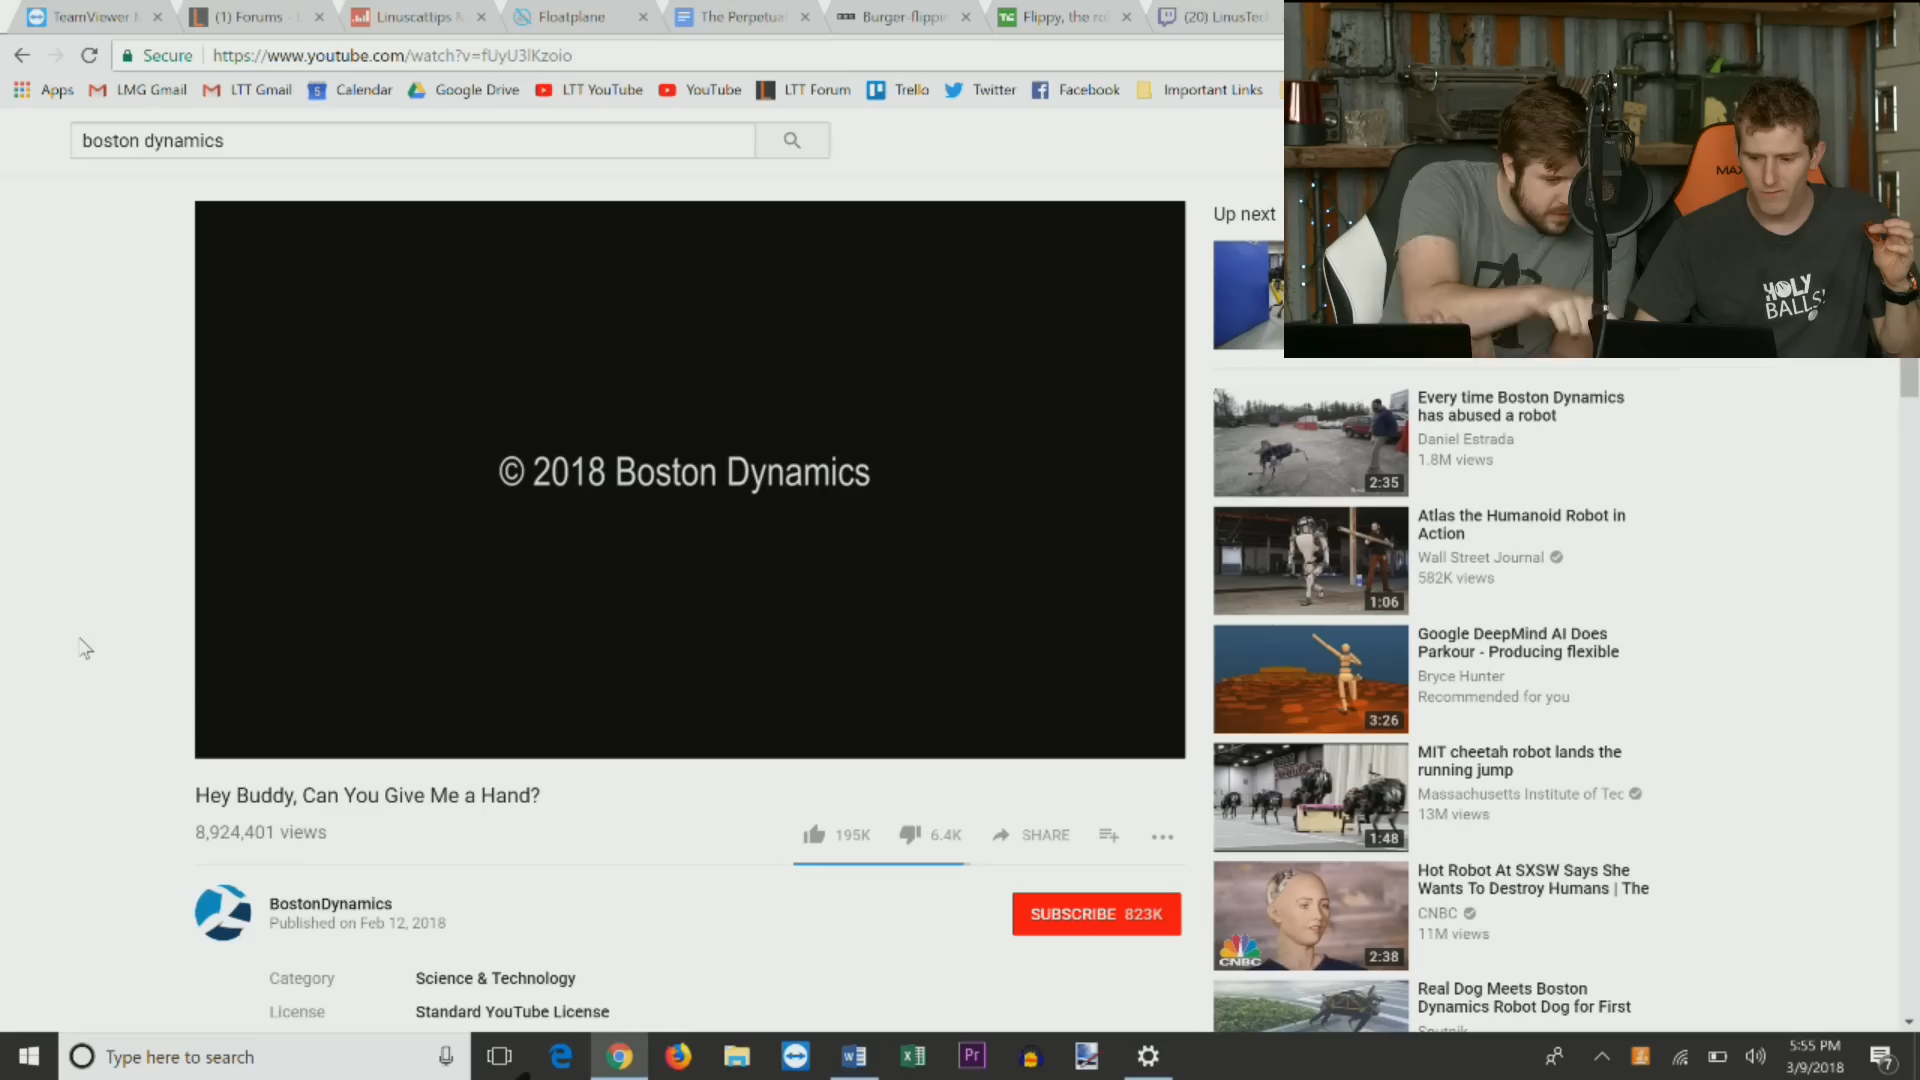 TeamViewer
(1) Forums - L
Linuscattips
Floatplane
The Perpetual
Burger-flippi
Flippy, the ro
(20) LinusTec
Secure
https://www.youtube.com/watch?v=fUyU3lKzoio
Apps
LMG Gmail
LTT Gmail
Calendar
Google Drive
LTT YouTube
YouTube
LTT Forum
Trello
Twitter
Facebook
Important Links
boston dynamics
MAX
HOLY
BALLS!
Up next
© 2018 Boston Dynamics
Every time Boston Dynamics
has abused a robot
Daniel Estrada
1.8M views
2:35
Atlas the Humanoid Robot in
Action
Wall Street Journal
582K views
1:06
Google DeepMind AI Does
Parkour - Producing flexible
Bryce Hunter
Recommended for you
3:26
MIT cheetah robot lands the
running jump
Massachusetts Institute of Tec
13M views
1:48
Hot Robot At SXSW Says She
Wants To Destroy Humans | The
CNBC
11M views
CNBC
2:38
Real Dog Meets Boston
Dynamics Robot Dog for First
Sputnik
Hey Buddy, Can You Give Me a Hand?
8,924,401 views
195K
6.4K
SHARE
BostonDynamics
Published on Feb 12, 2018
SUBSCRIBE 823K
Category
Science & Technology
License
Standard YouTube License
Type here to search
Pr
5:55 PM
3/9/2018
7